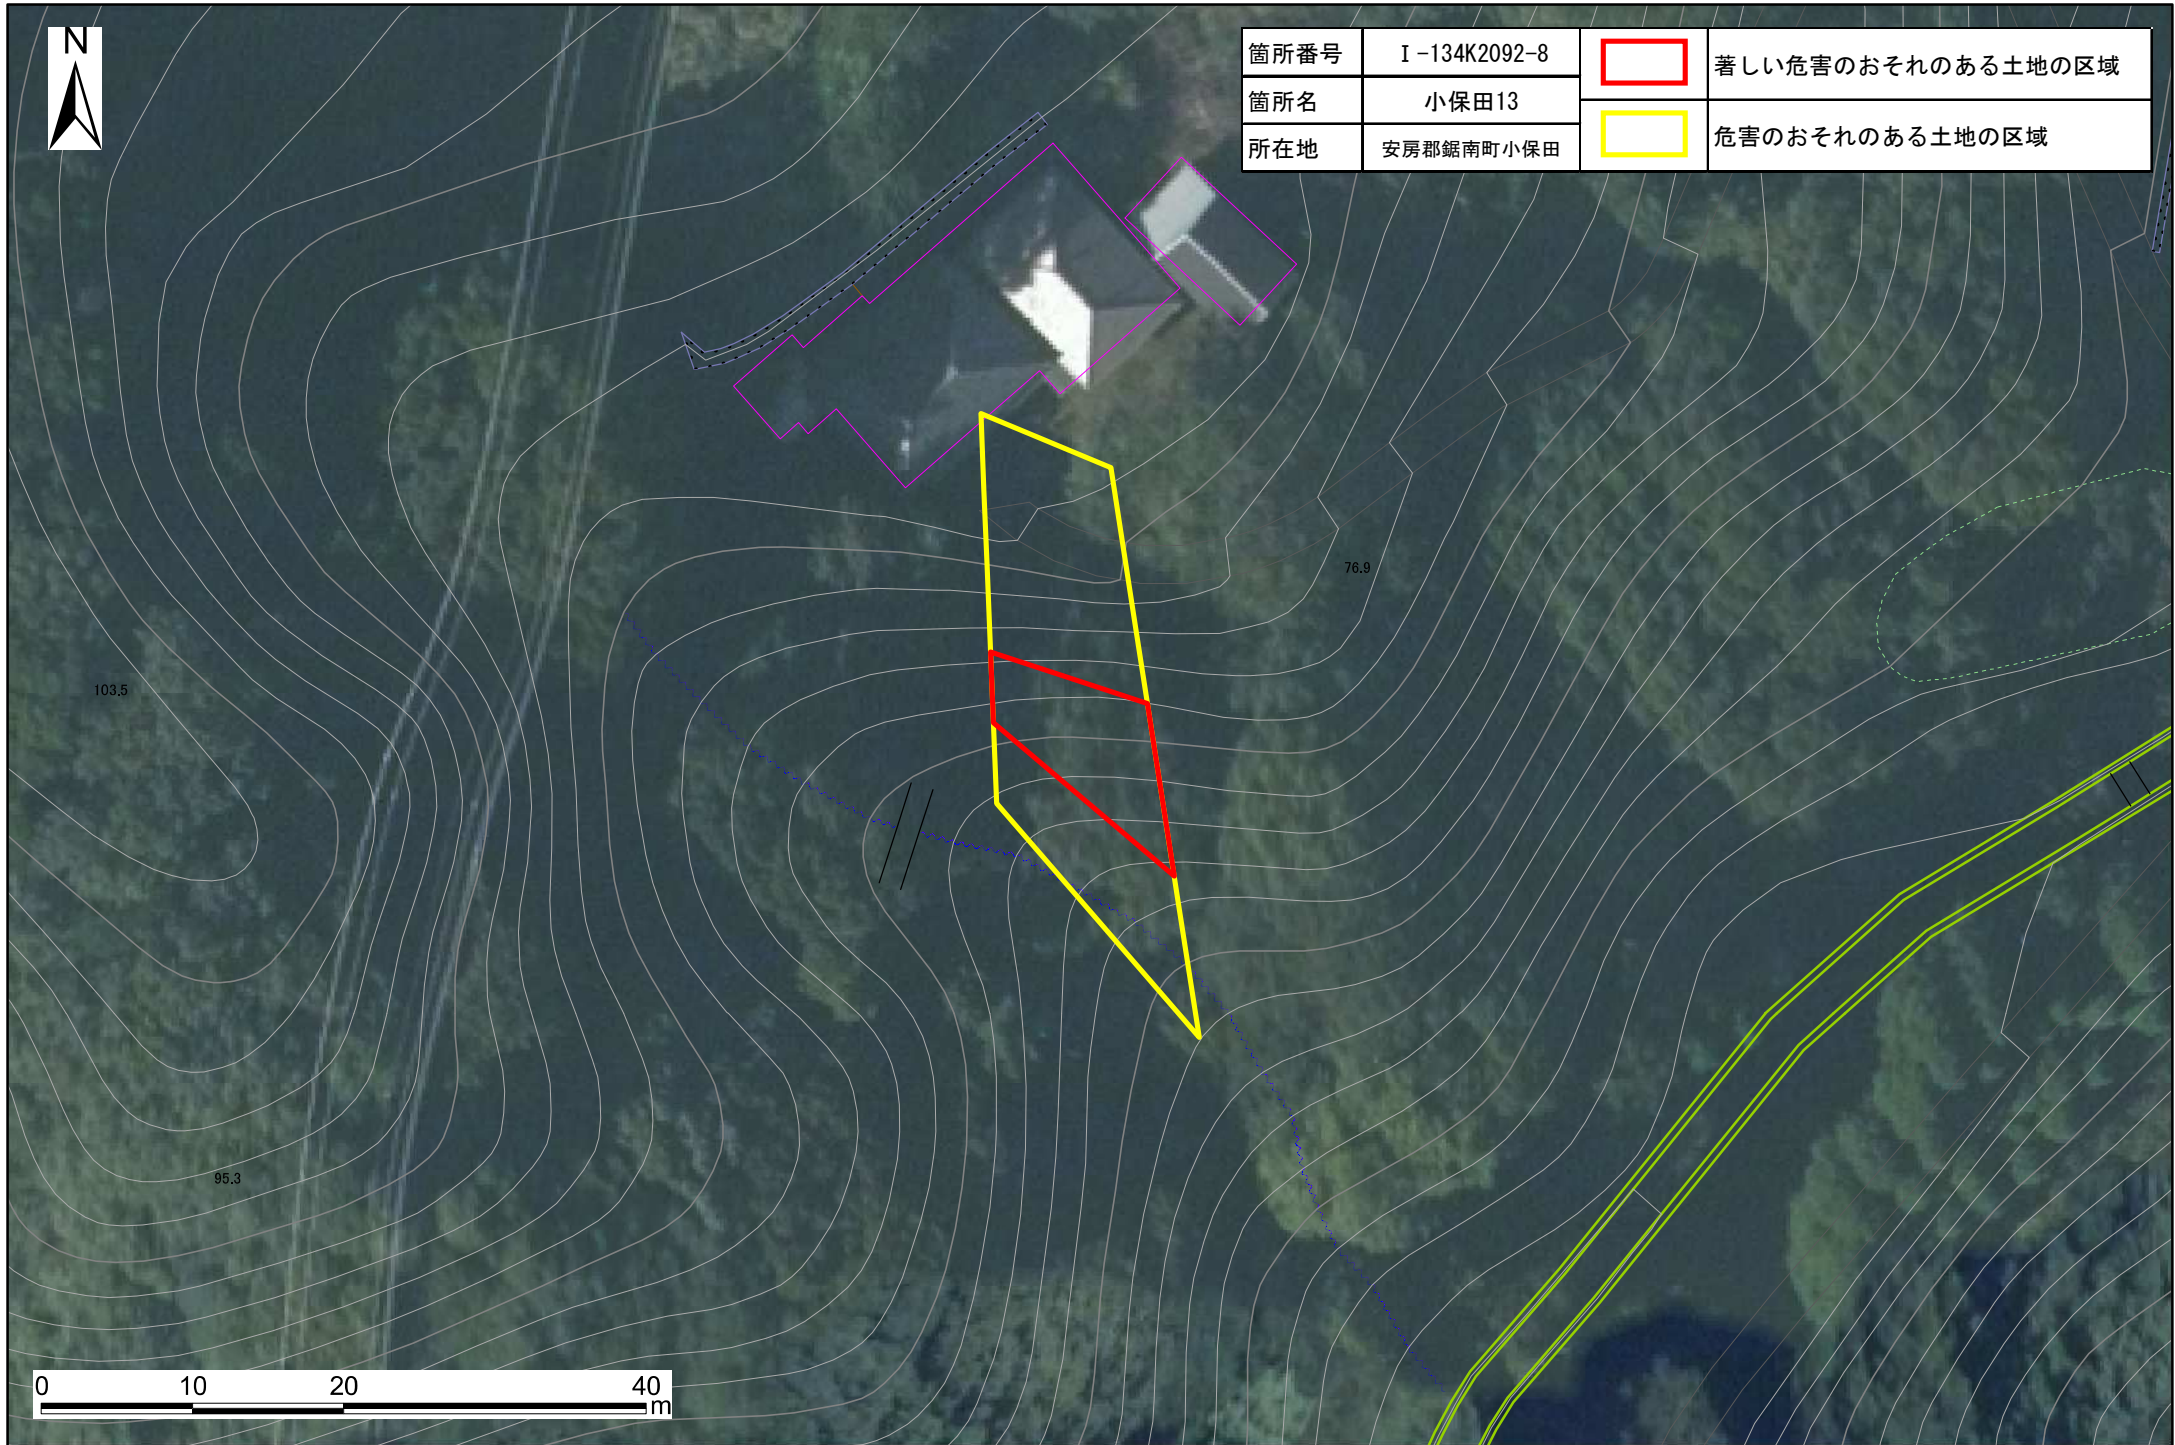 N
箇所番号 Ⅰ-134K2092-8 著しい危害のおそれのある土地の区域
箇所名 小保田13
危害のおそれのある土地の区域
所在地 安房郡鋸南町小保田
76.9
103.5
95.3
0 10 20 40
m